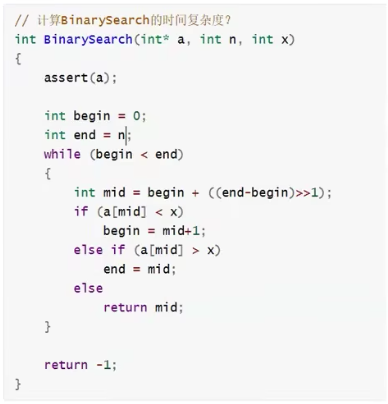 // 计算BinarySearch的时间复杂度?
int BinarySearch(int* a, int n, int x)
{
    assert(a);

    int begin = 0;
    int end = n;
    while (begin < end)
    {
        int mid = begin + ((end-begin)>>1);
        if (a[mid] < x)
            begin = mid+1;
        else if (a[mid] > x)
            end = mid;
        else
            return mid;
    }

    return -1;
}